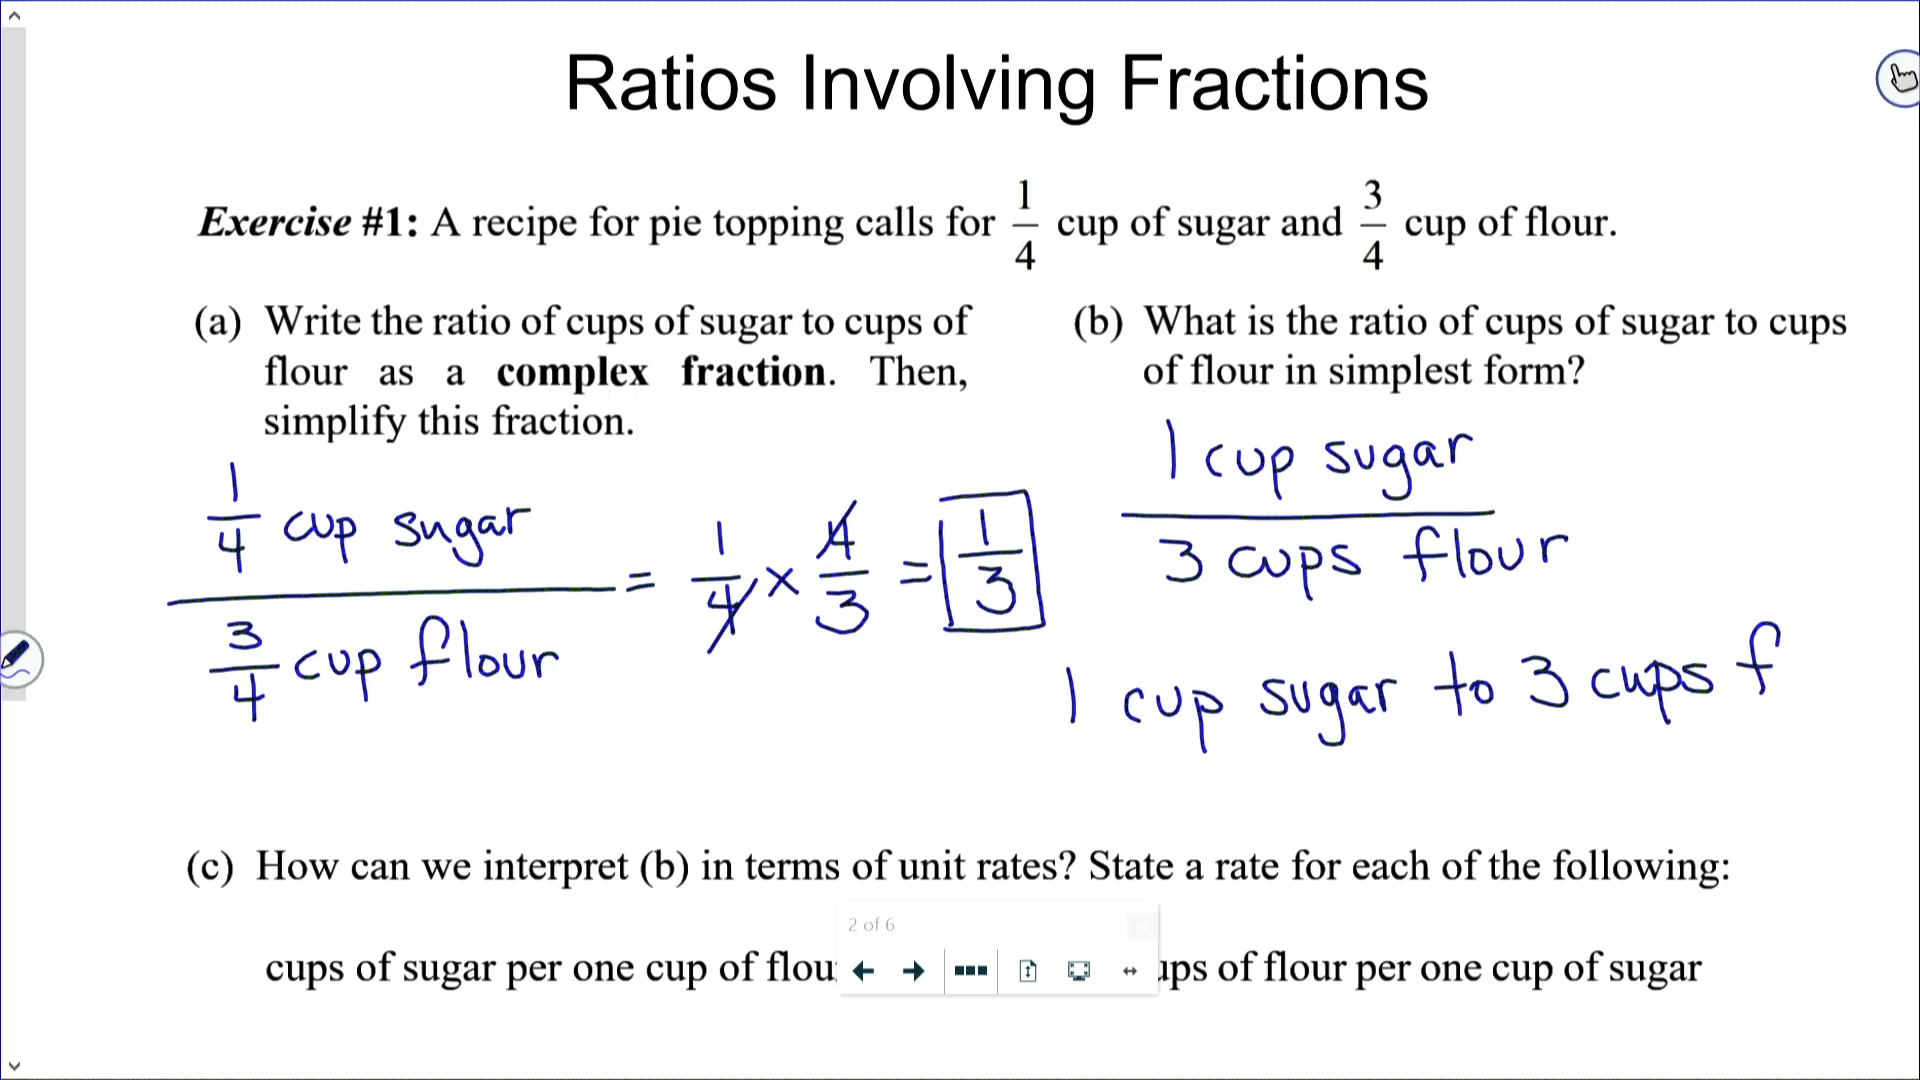 Ratios Involving Fractions
Exercise #1: A recipe for pie topping calls for 1/4 cup of sugar and 3/4 cup of flour.
(a) Write the ratio of cups of sugar to cups of
flour as a complex fraction. Then,
simplify this fraction.
1/4 cup sugar
3/4 cup flour
= 1/4 × 4/3 = 1/3
(b) What is the ratio of cups of sugar to cups
of flour in simplest form?
1 cup sugar
3 cups flour
1 cup sugar to 3 cups f
(c) How can we interpret (b) in terms of unit rates? State a rate for each of the following:
2 of 6
cups of sugar per one cup of flou
ups of flour per one cup of sugar